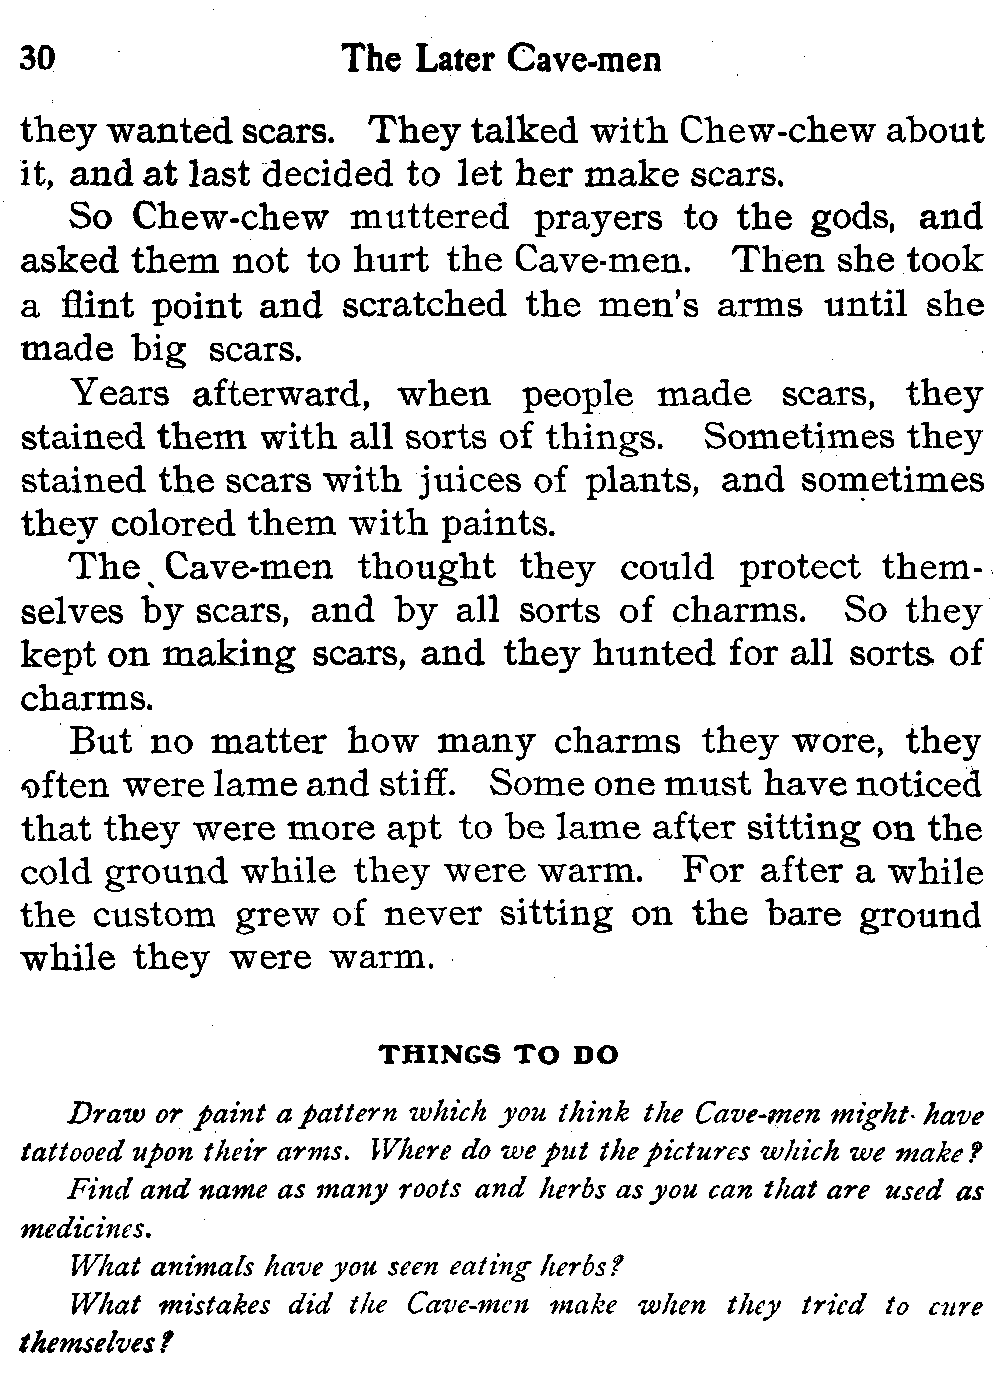 30 The Later Cave-men
they wanted scars. They talked with Chew-chew about
it, and at last decided to let her make scars.
So Chew-chew muttered prayers to the gods, and
asked them not to hurt the Cave-men. Then she took
a flint point and scratched the men's arms until she
made big scars.
Years afterward, when people made scars, they
stained them with all sorts of things. Sometimes they
stained the scars with juices of plants, and sometimes
they colored them with paints.
The Cave-men thought they could protect them-
selves by scars, and by all sorts of charms. So they
kept on making scars, and they hunted for all sorts of
charms.
But no matter how many charms they wore, they
often were lame and stiff. Some one must have noticed
that they were more apt to be lame after sitting on the
cold ground while they were warm. For after a while
the custom grew of never sitting on the bare ground
while they were warm.
THINGS TO DO
Draw or paint a pattern which you think the Cave-men might have
tattooed upon their arms. Where do we put the pictures which we make?
Find and name as many roots and herbs as you can that are used as
medicines.
What animals have you seen eating herbs?
What mistakes did the Cave-men make when they tried to cure
themselves?